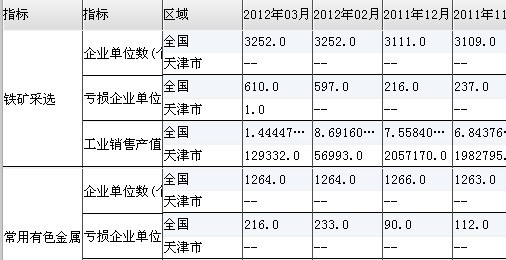 指标 指标 区域 2012年03月 2012年02月 2011年12月 2011年11
铁矿采选 企业单位数(个 全国 3252.0 3252.0 3111.0 3109.0
天津市 -- -- -- --
亏损企业单位 全国 610.0 597.0 216.0 237.0
天津市 1.0 -- -- --
工业销售产值 全国 1.44447… 8.69160… 7.55840… 6.84376
天津市 129332.0 56993.0 2057170.0 1982795.
常用有色金属 企业单位数(个 全国 1264.0 1264.0 1266.0 1263.0
天津市 -- -- -- --
亏损企业单位 全国 216.0 233.0 90.0 112.0
天津市 -- -- -- --